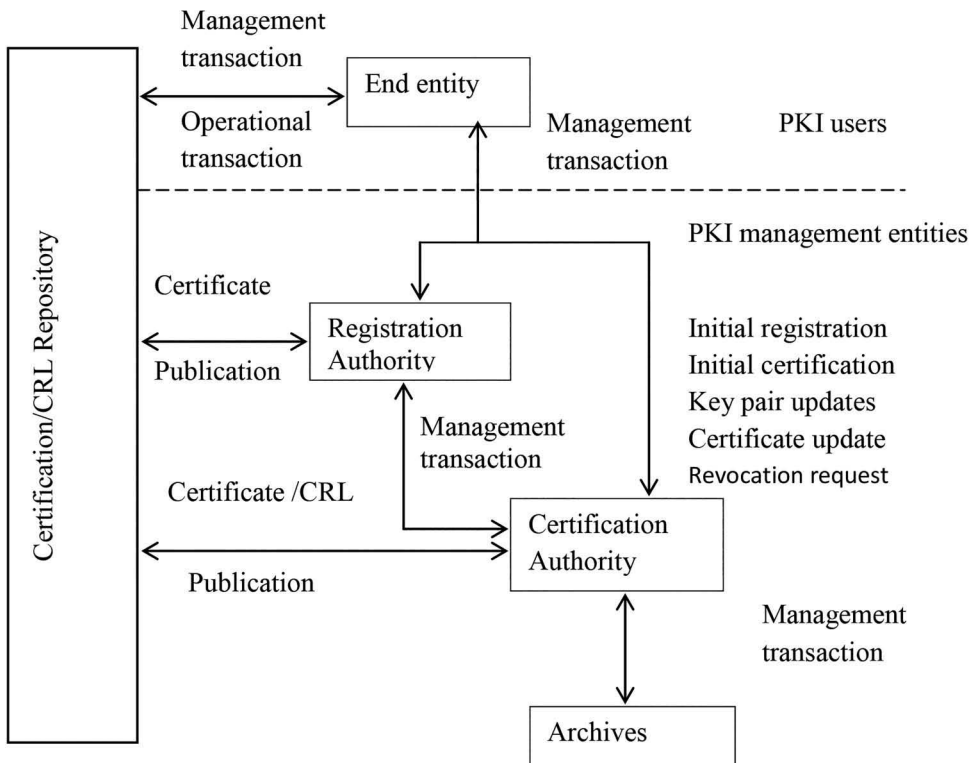 Management
transaction
End entity
Operational
transaction
Management
transaction
PKI users
PKI management entities
Certification/CRL Repository
Certificate
Registration
Authority
Publication
Initial registration
Initial certification
Key pair updates
Certificate update
Revocation request
Management
transaction
Certificate /CRL
Certification
Authority
Publication
Management
transaction
Archives